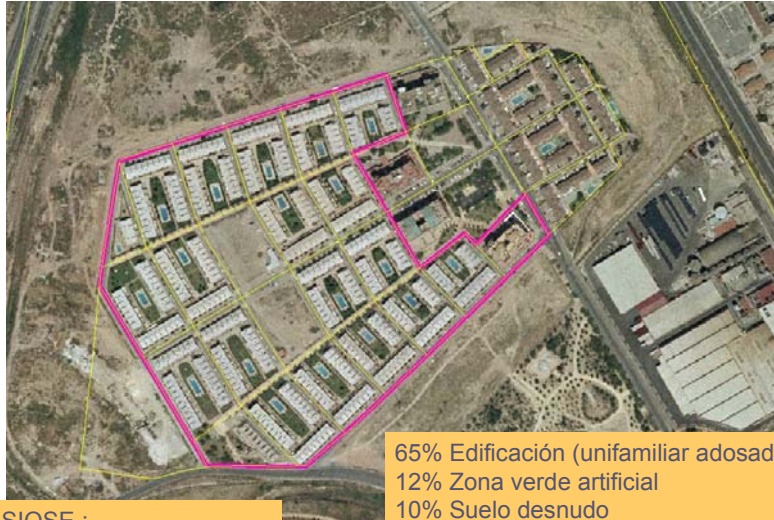 65% Edificación (unifamiliar adosad
12% Zona verde artificial
10% Suelo desnudo
SIOSE :